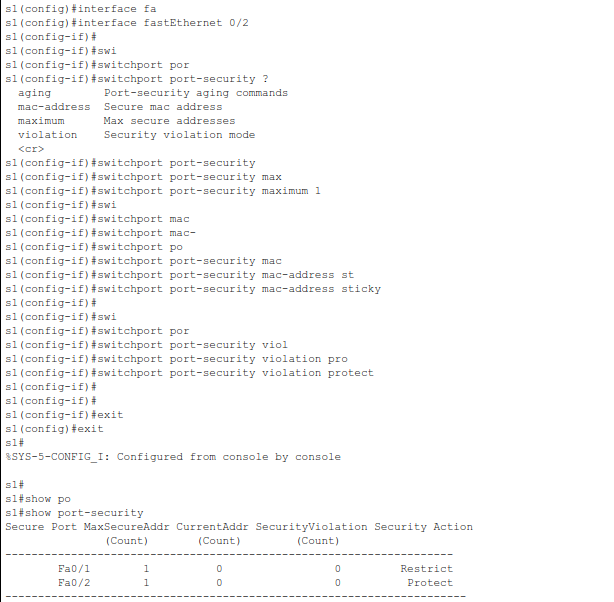 s1(config)#interface fa
s1(config)#interface fastEthernet 0/2
s1(config-if)#
s1(config-if)#swi
s1(config-if)#switchport por
s1(config-if)#switchport port-security ?
  aging        Port-security aging commands
  mac-address  Secure mac address
  maximum      Max secure addresses
  violation    Security violation mode
  <cr>
s1(config-if)#switchport port-security
s1(config-if)#switchport port-security max
s1(config-if)#switchport port-security maximum 1
s1(config-if)#swi
s1(config-if)#switchport mac
s1(config-if)#switchport mac-
s1(config-if)#switchport po
s1(config-if)#switchport port-security mac
s1(config-if)#switchport port-security mac-address st
s1(config-if)#switchport port-security mac-address sticky
s1(config-if)#
s1(config-if)#swi
s1(config-if)#switchport por
s1(config-if)#switchport port-security viol
s1(config-if)#switchport port-security violation pro
s1(config-if)#switchport port-security violation protect
s1(config-if)#
s1(config-if)#
s1(config-if)#exit
s1(config)#exit
s1#
%SYS-5-CONFIG_I: Configured from console by console

s1#
s1#show po
s1#show port-security
Secure Port MaxSecureAddr CurrentAddr SecurityViolation Security Action
               (Count)       (Count)        (Count)
--------------------------------------------------------------------
        Fa0/1        1          0                 0         Restrict
        Fa0/2        1          0                 0          Protect
----------------------------------------------------------------------